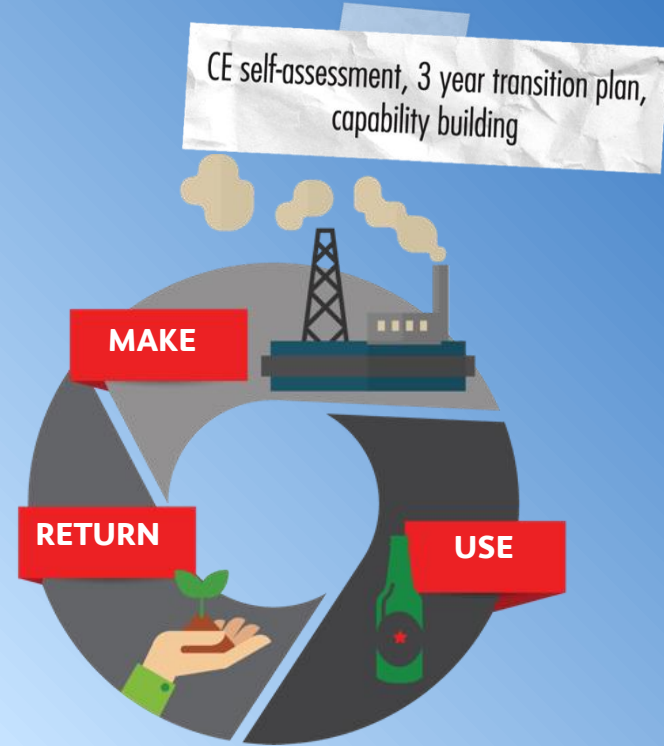 CE self-assessment, 3 year transition plan,
capability building
MAKE
RETURN
USE